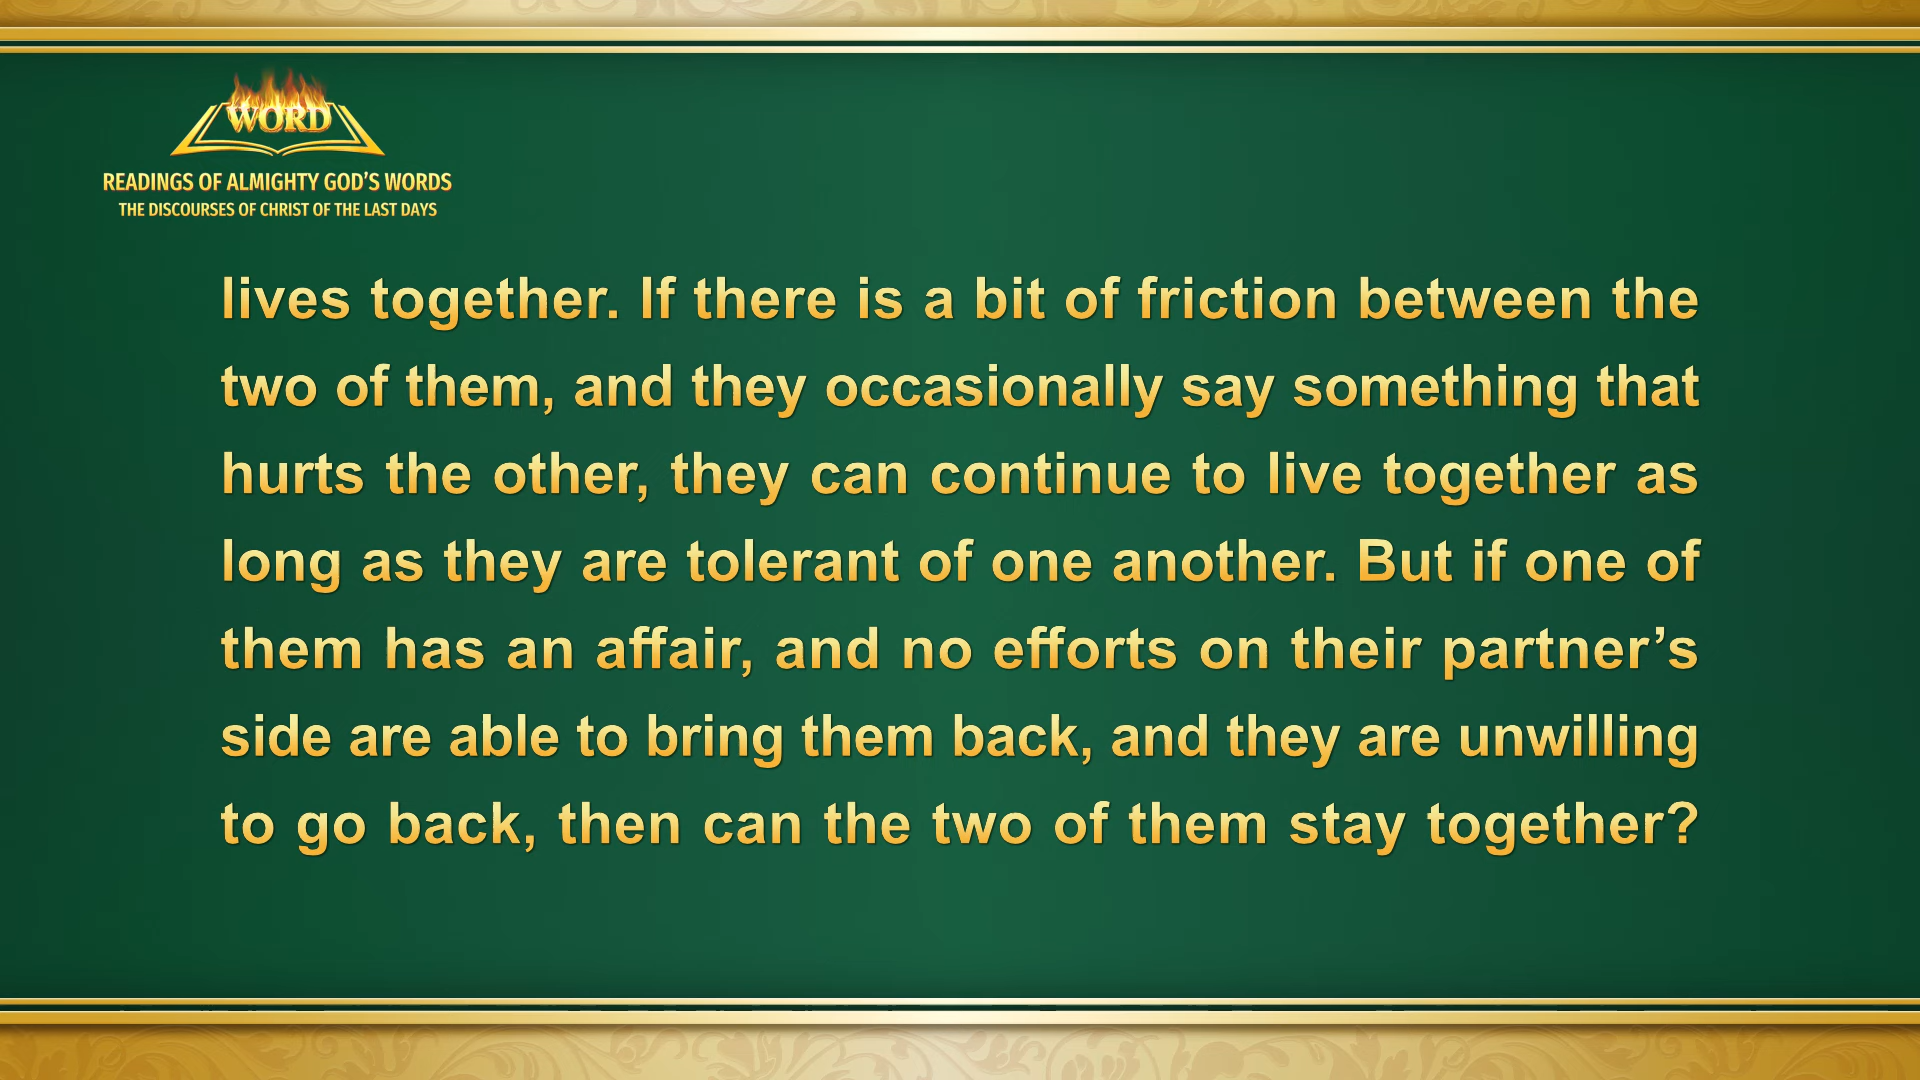 WORD
READINGS OF ALMIGHTY GOD’S WORDS
THE DISCOURSES OF CHRIST OF THE LAST DAYS
lives together. If there is a bit of friction between the
two of them, and they occasionally say something that
hurts the other, they can continue to live together as
long as they are tolerant of one another. But if one of
them has an affair, and no efforts on their partner’s
side are able to bring them back, and they are unwilling
to go back, then can the two of them stay together?